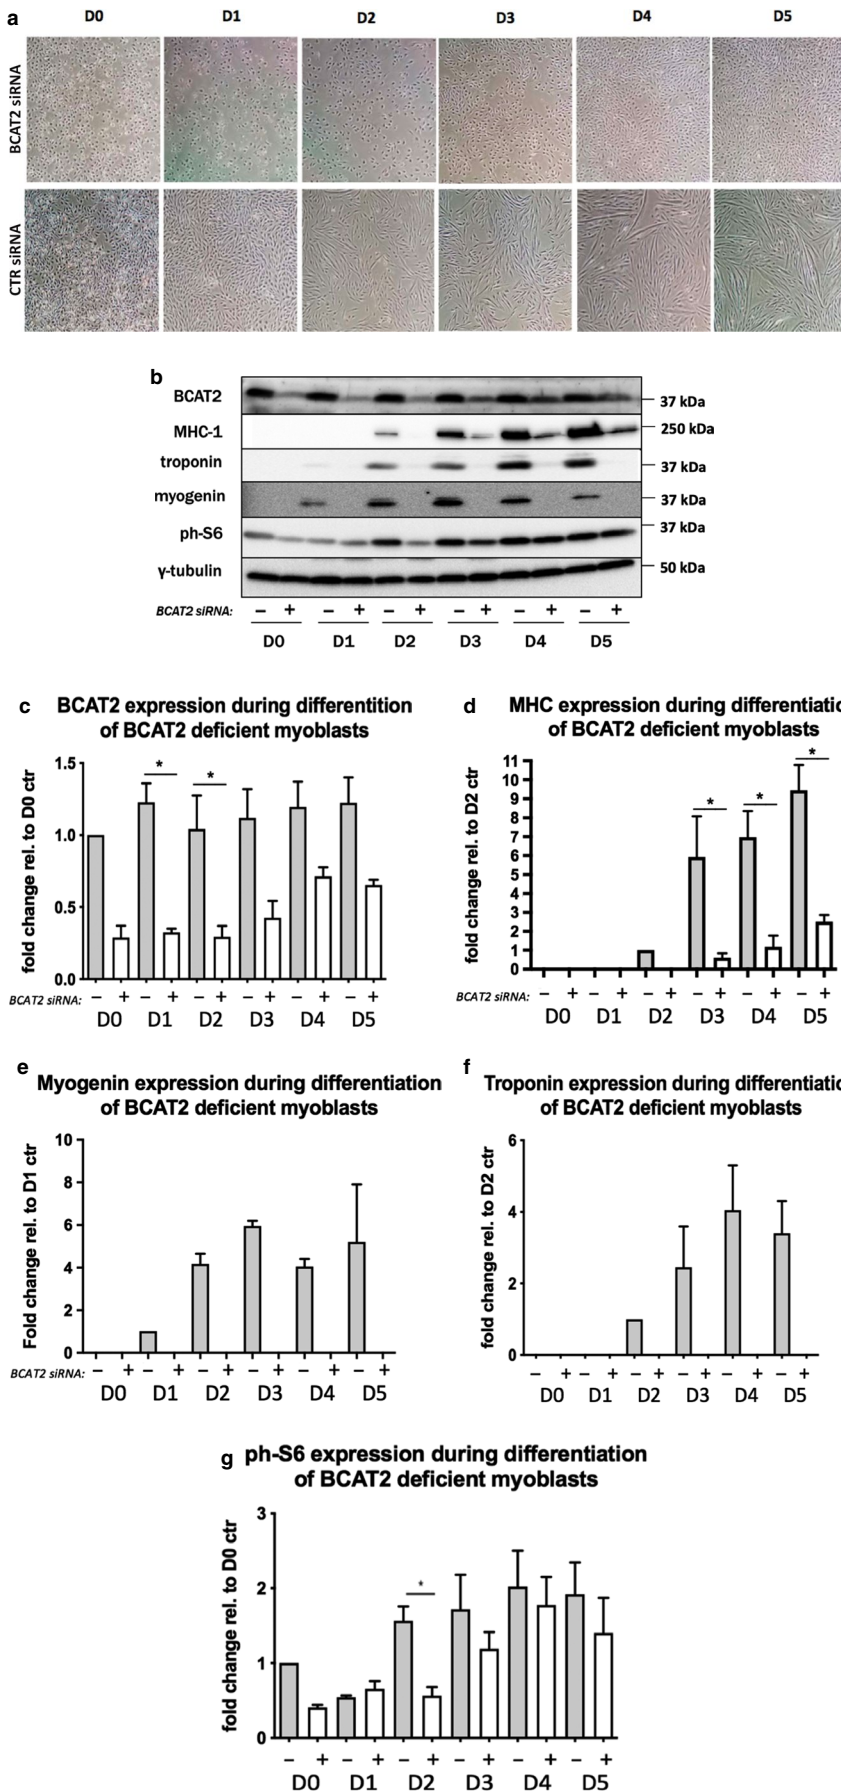 a
D0 D1 D2 D3 D4 D5
BCAT2 siRNA
CTR siRNA
b
BCAT2 37 kDa
MHC-1 250 kDa
troponin 37 kDa
myogenin 37 kDa
ph-S6 37 kDa
γ-tubulin 50 kDa
BCAT2 siRNA: – + – + – + – + – + – +
D0 D1 D2 D3 D4 D5
c
BCAT2 expression during differentition
of BCAT2 deficient myoblasts
fold change rel. to D0 ctr
1.5
1.0
0.5
0.0
* *
BCAT2 siRNA: – + – + – + – + – + – +
D0 D1 D2 D3 D4 D5
d
MHC expression during differentiatio
of BCAT2 deficient myoblasts
fold change rel. to D2 ctr
11
10
9
8
7
6
5
4
3
2
1
0
* * *
BCAT2 siRNA: – + – + – + – + – + – +
D0 D1 D2 D3 D4 D5
e
Myogenin expression during differentiation
of BCAT2 deficient myoblasts
Fold change rel. to D1 ctr
10
8
6
4
2
0
BCAT2 siRNA: – + – + – + – + – + – +
D0 D1 D2 D3 D4 D5
f
Troponin expression during differentiatio
of BCAT2 deficient myoblasts
fold change rel. to D2 ctr
6
4
2
0
– + – + – + – + – + – +
D0 D1 D2 D3 D4 D5
g
ph-S6 expression during differentiation
of BCAT2 deficient myoblasts
fold change rel. to D0 ctr
3
2
1
0
*
– + – + – + – + – + – +
D0 D1 D2 D3 D4 D5